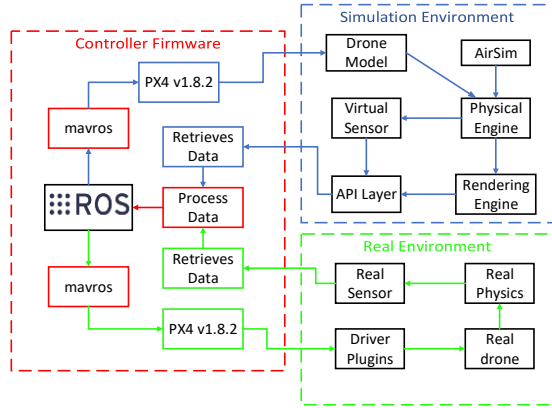 Simulation Environment
Controller Firmware
Drone
Model
AirSim
PX4 v1.8.2
mavros
Virtual
Sensor
Physical
Engine
Retrieves
Data
ROS
Process
Data
API Layer
Rendering
Engine
Real Environment
Retrieves
Data
mavros
Real
Sensor
Real
Physics
PX4 v1.8.2
Driver
Plugins
Real
drone